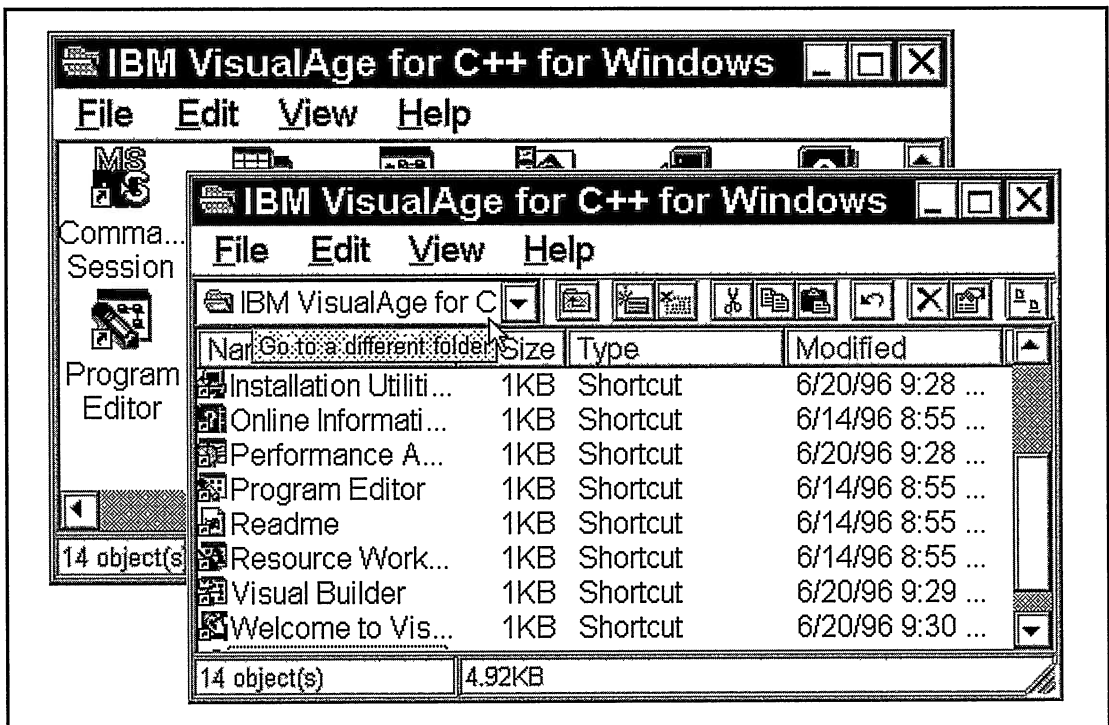 IBM VisualAge for C++ for Windows
File Edit View Help
MS
Comma...
Session
Program
Editor
14 object(s
IBM VisualAge for C++ for Windows
File Edit View Help
IBM VisualAge for C
Nar Go to a different folder Size Type Modified
Installation Utiliti... 1KB Shortcut 6/20/96 9:28 ...
Online Informati... 1KB Shortcut 6/14/96 8:55 ...
Performance A... 1KB Shortcut 6/20/96 9:28 ...
Program Editor 1KB Shortcut 6/14/96 8:55 ...
Readme 1KB Shortcut 6/14/96 8:55 ...
Resource Work... 1KB Shortcut 6/14/96 8:55 ...
Visual Builder 1KB Shortcut 6/20/96 9:29 ...
Welcome to Vis... 1KB Shortcut 6/20/96 9:30 ...
14 object(s) 4.92KB